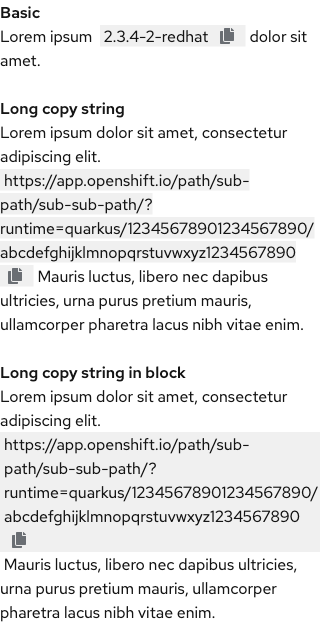 Basic
Lorem ipsum 2.3.4-2-redhat dolor sit
amet.
Long copy string
Lorem ipsum dolor sit amet, consectetur
adipiscing elit.
https://app.openshift.io/path/sub-
path/sub-sub-path/?
runtime=quarkus/12345678901234567890/
abcdefghijklmnopqrstuvwxyz1234567890
Mauris luctus, libero nec dapibus
ultricies, urna purus pretium mauris,
ullamcorper pharetra lacus nibh vitae enim.
Long copy string in block
Lorem ipsum dolor sit amet, consectetur
adipiscing elit.
https://app.openshift.io/path/sub-
path/sub-sub-path/?
runtime=quarkus/12345678901234567890/
abcdefghijklmnopqrstuvwxyz1234567890
Mauris luctus, libero nec dapibus ultricies,
urna purus pretium mauris, ullamcorper
pharetra lacus nibh vitae enim.